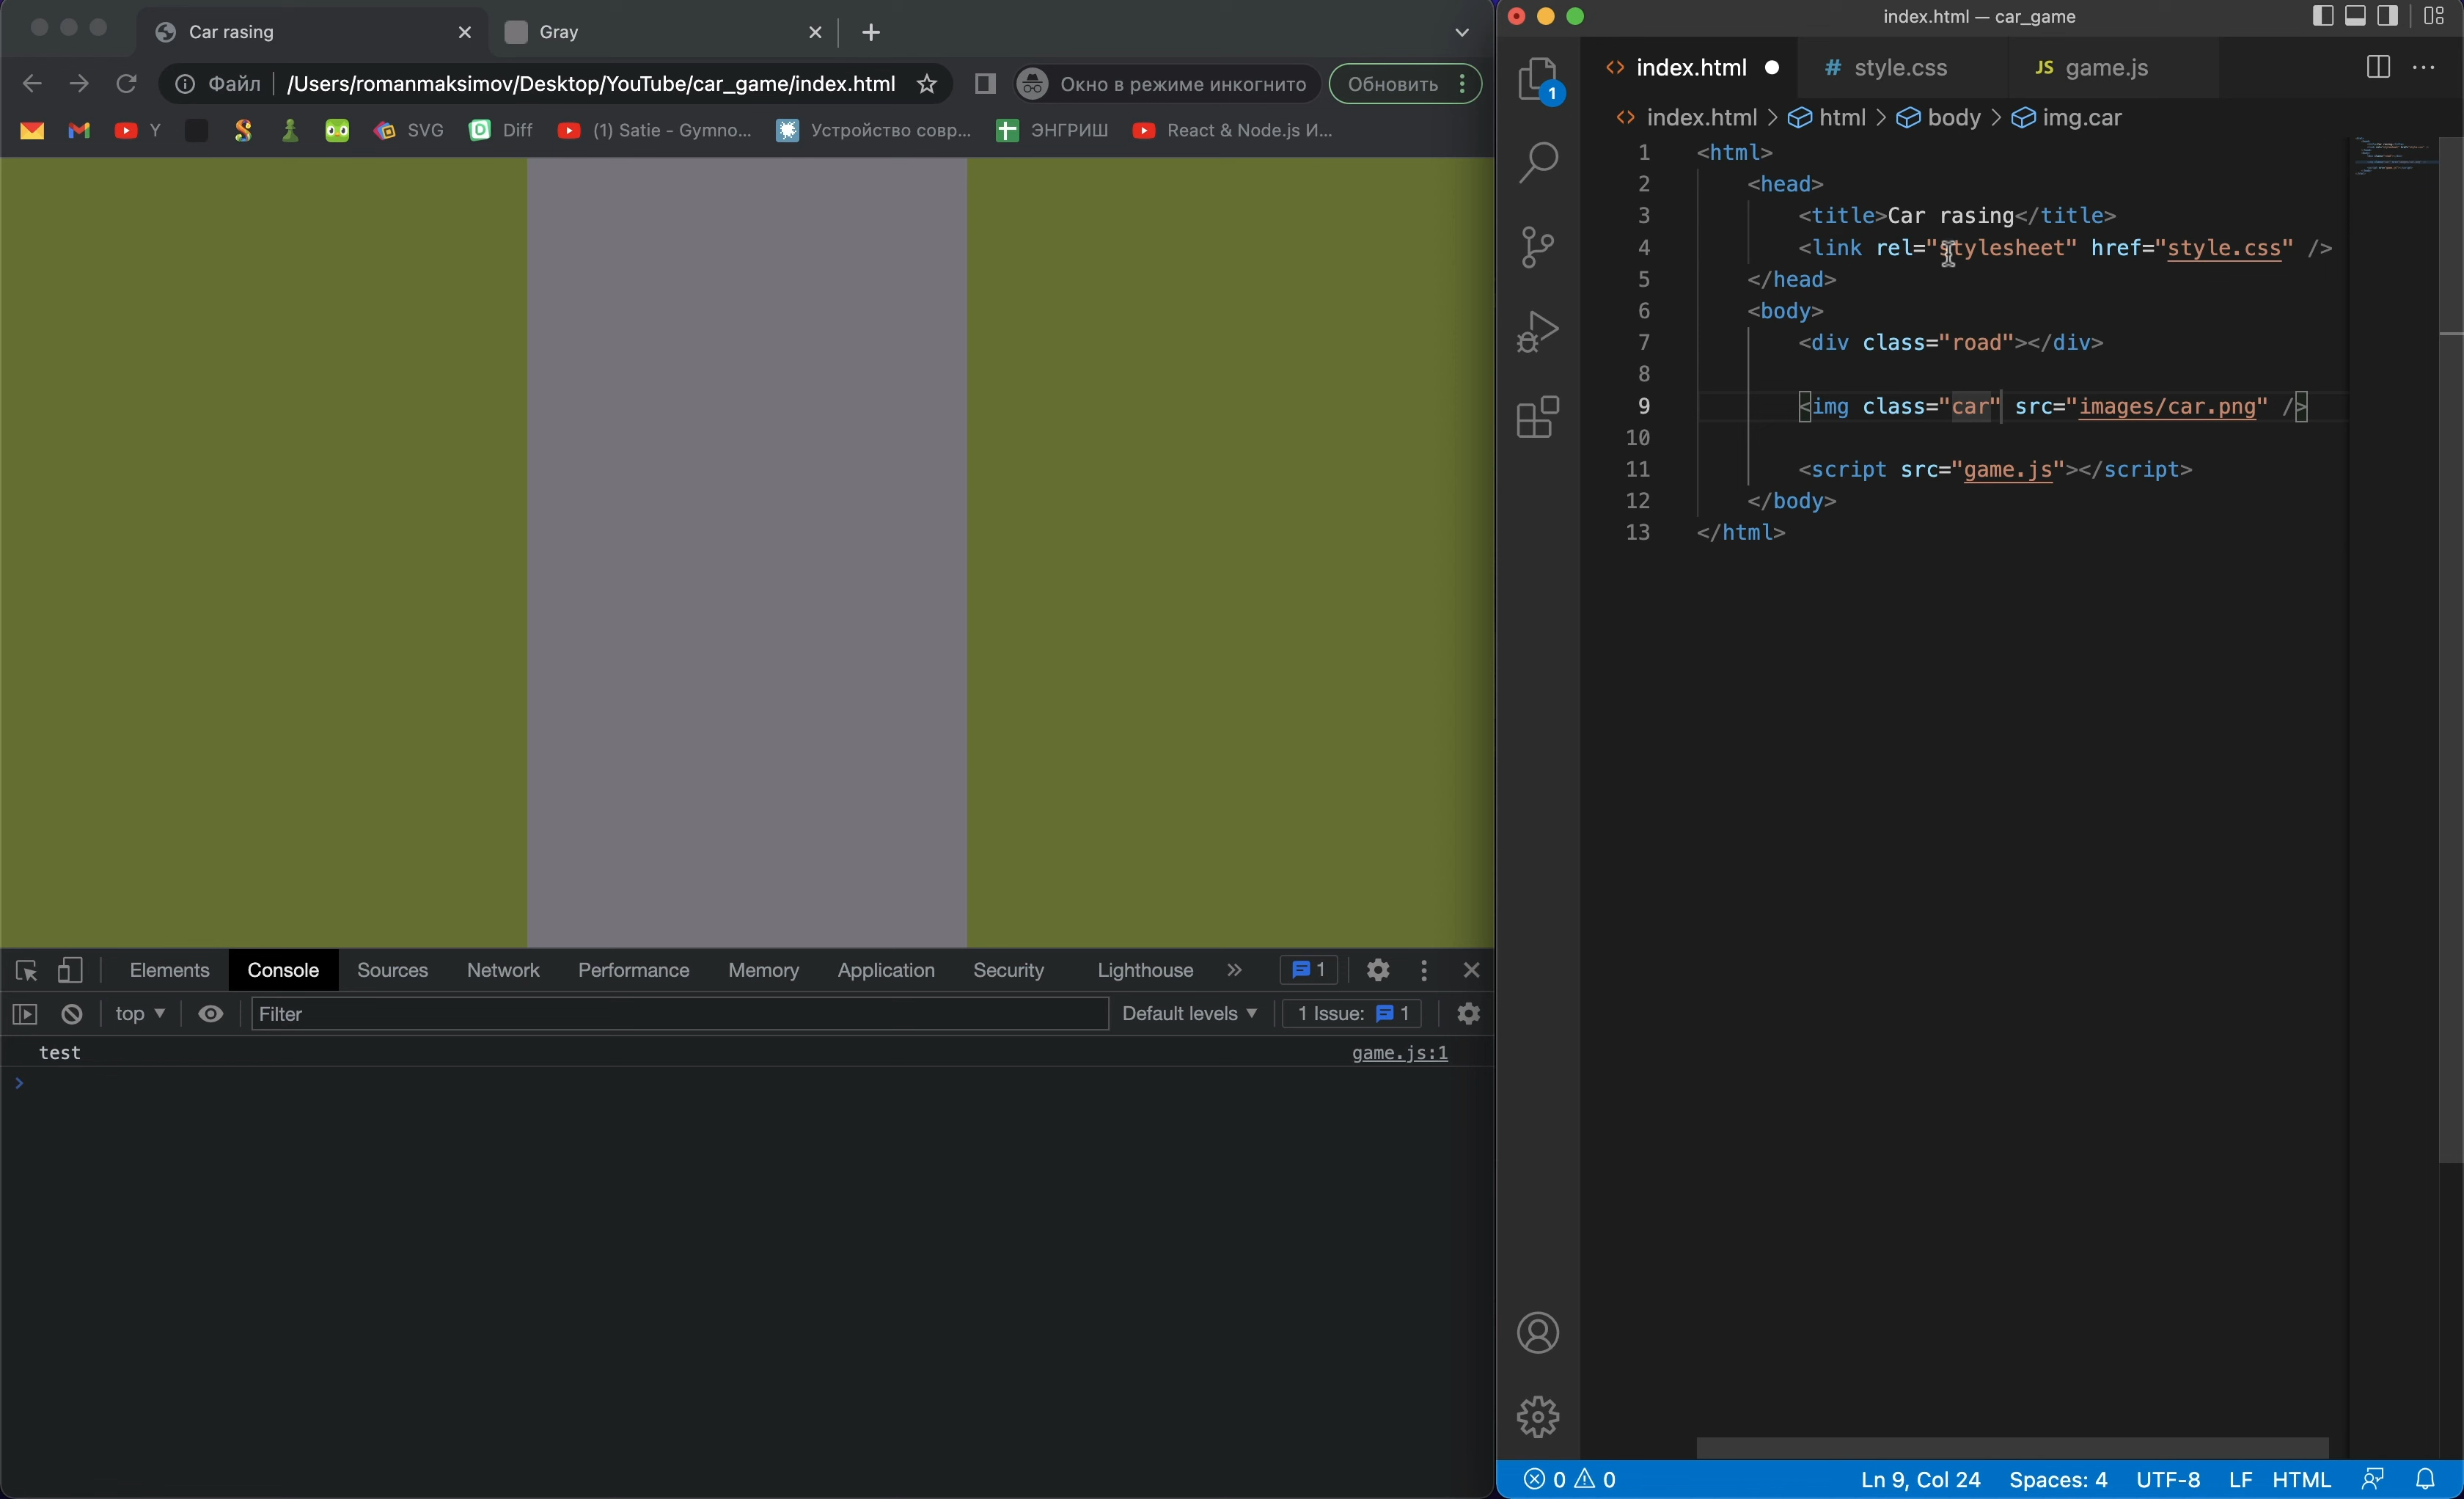 Car rasing
Gray
Файл
/Users/romanmaksimov/Desktop/YouTube/car_game/index.html
Окно в режиме инкогнито
Обновить
Y
SVG
Diff
(1) Satie - Gymno...
Устройство совр...
ЭНГРИШ
React & Node.js И...
Elements
Console
Sources
Network
Performance
Memory
Application
Security
Lighthouse
1
top
Filter
Default levels
1 Issue: 1
test
game.js:1
index.html — car_game
index.html
# style.css
JS game.js
1
index.html > html > body > img.car
1 <html>
2 <head>
3 <title>Car rasing</title>
4 <link rel="stylesheet" href="style.css" />
5 </head>
6 <body>
7 <div class="road"></div>
8
9 <img class="car" src="images/car.png" />
10
11 <script src="game.js"></script>
12 </body>
13 </html>
0 0
Ln 9, Col 24
Spaces: 4
UTF-8
LF
HTML